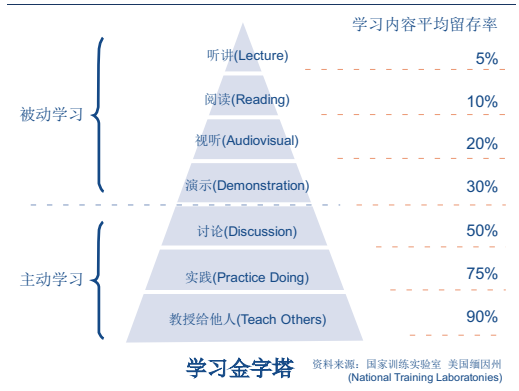 学习内容平均留存率
听讲(Lecture) 5%
阅读(Reading) 10%
被动学习
视听(Audiovisual) 20%
演示(Demonstration) 30%
讨论(Discussion) 50%
主动学习
实践(Practice Doing) 75%
教授给他人(Teach Others) 90%
学习金字塔
资料来源：国家训练实验室 美国缅因州
(National Training Laboratories)